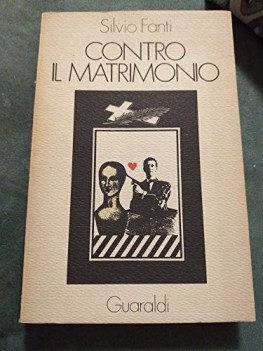 Silvio Fanti
CONTRO
IL MATRIMONIO
Guaraldi